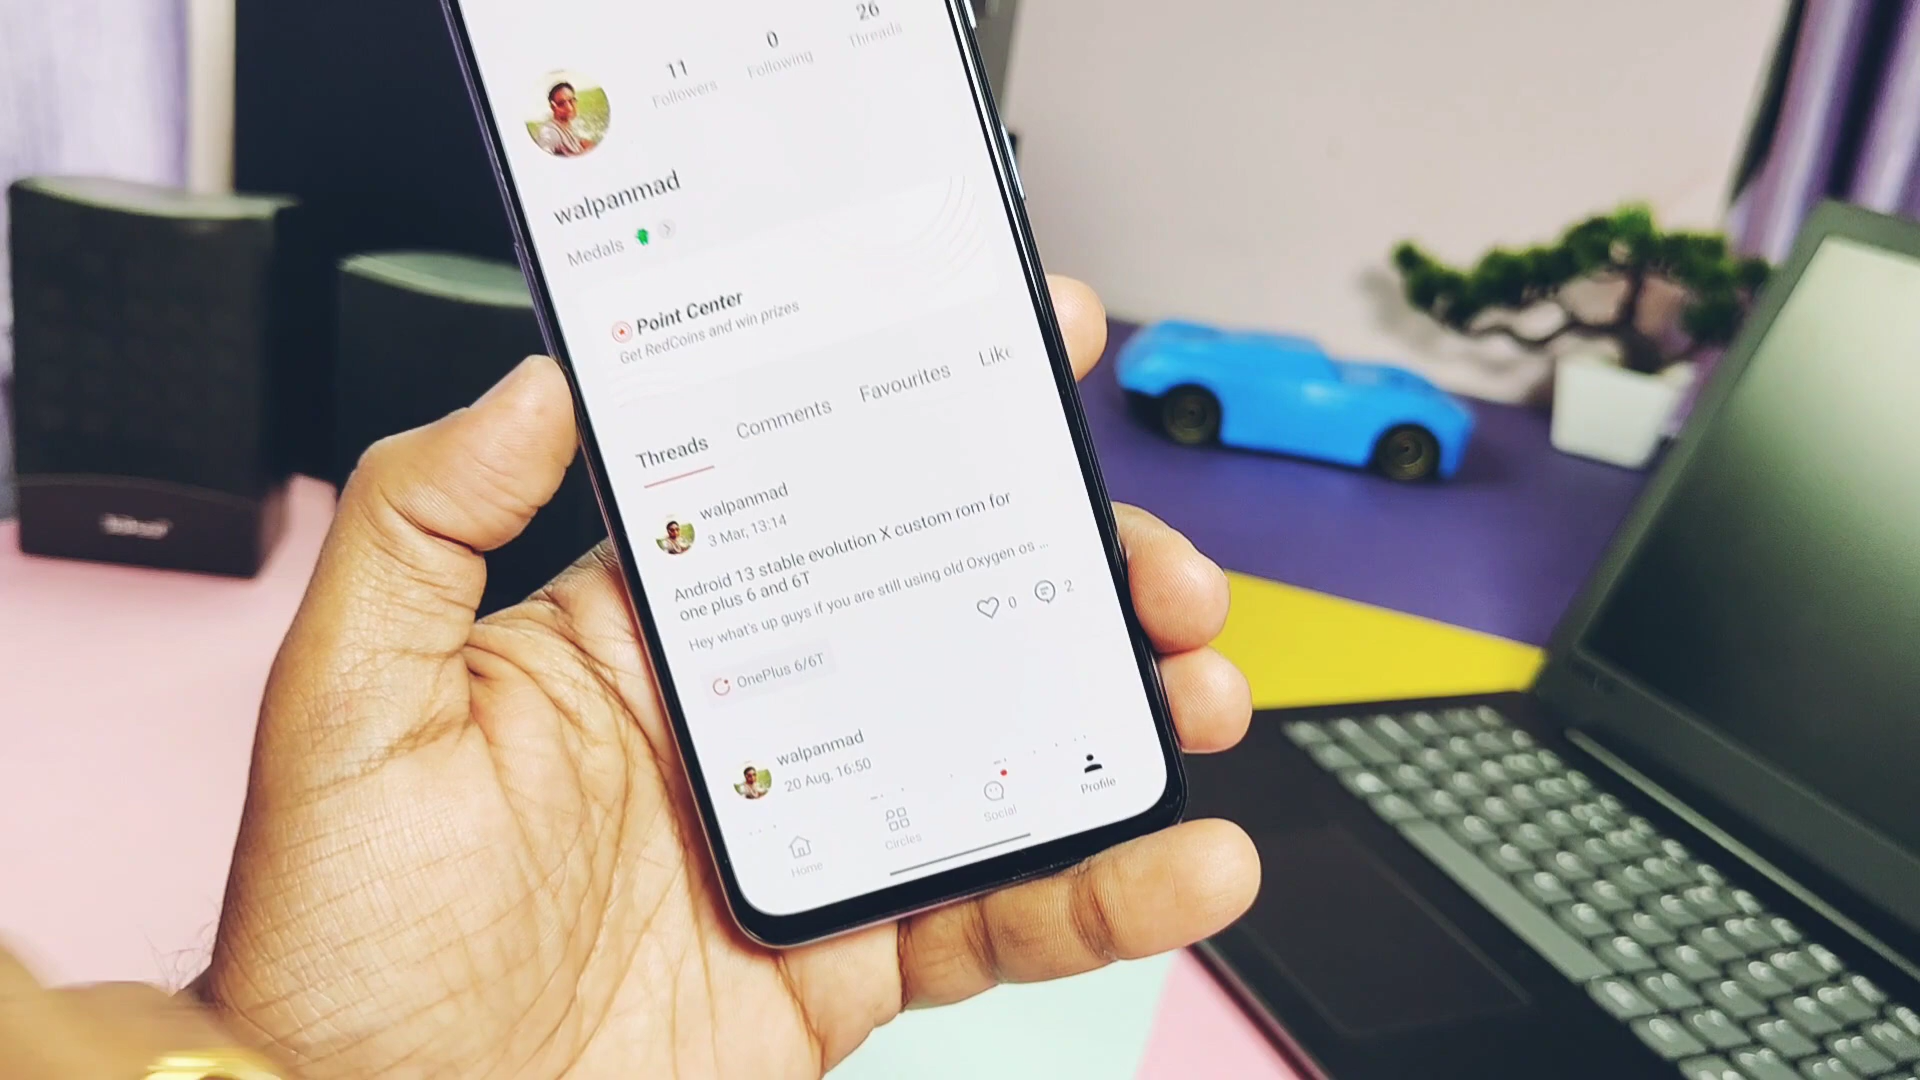 11
0
26
Followers
Following
Threads
walpanmad
Medals
Point Center
Get RedCoins and win prizes
Threads
Comments
Favourites
Like
walpanmad
3 Mar, 13:14
Android 13 stable evolution X custom rom for
one plus 6 and 6T
Hey what's up guys if you are still using old Oxygen os ...
0
2
OnePlus 6/6T
walpanmad
20 Aug, 16:50
Home
Circles
Social
Profile